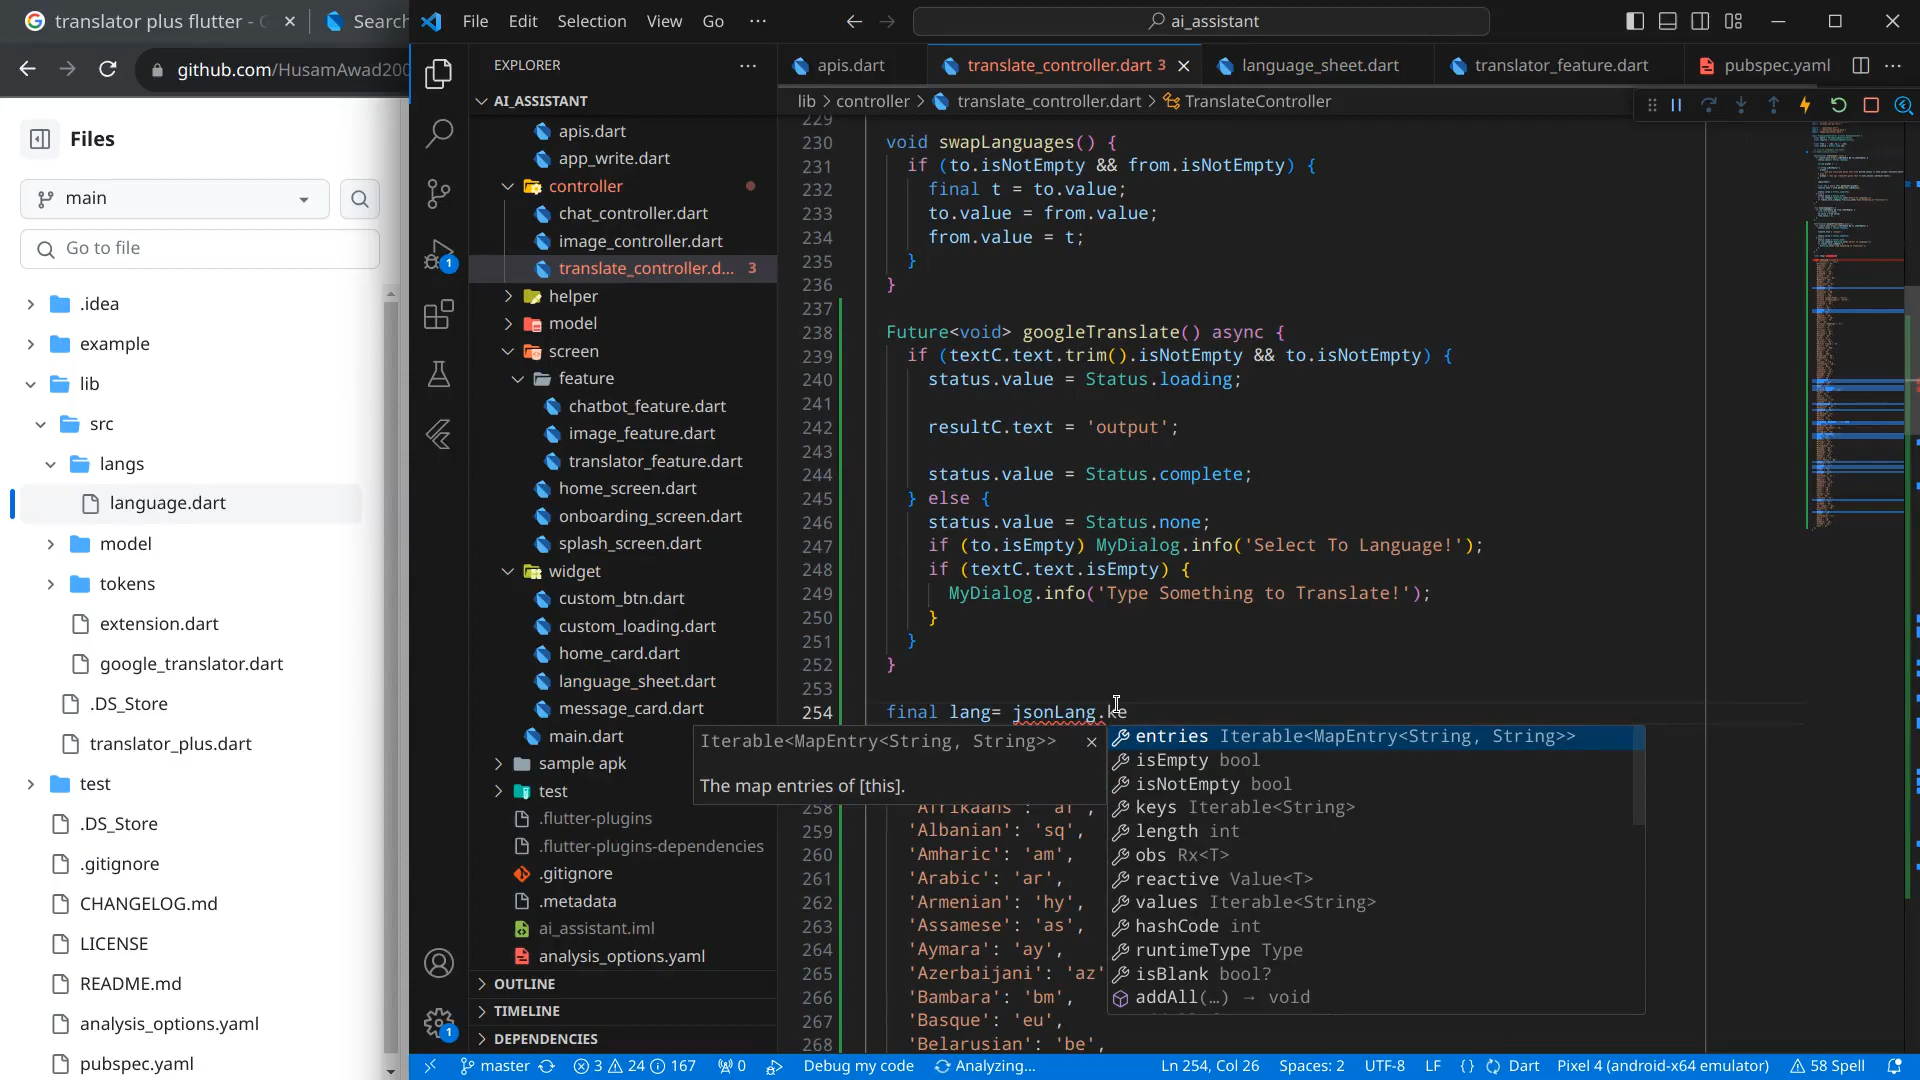 translator plus flutter - G
Search
github.com/HusamAwad200
Files
main
Go to file
.idea
example
lib
src
langs
language.dart
model
tokens
extension.dart
google_translator.dart
.DS_Store
translator_plus.dart
test
.DS_Store
.gitignore
CHANGELOG.md
LICENSE
README.md
analysis_options.yaml
pubspec.yaml
File Edit Selection View Go
ai_assistant
EXPLORER
AI_ASSISTANT
apis.dart
app_write.dart
controller
chat_controller.dart
image_controller.dart
translate_controller.d... 3
helper
model
screen
feature
chatbot_feature.dart
image_feature.dart
translator_feature.dart
home_screen.dart
onboarding_screen.dart
splash_screen.dart
widget
custom_btn.dart
custom_loading.dart
home_card.dart
language_sheet.dart
message_card.dart
main.dart
sample apk
test
.flutter-plugins
.flutter-plugins-dependencies
.gitignore
.metadata
ai_assistant.iml
analysis_options.yaml
OUTLINE
TIMELINE
DEPENDENCIES
1
1
apis.dart
translate_controller.dart 3
language_sheet.dart
translator_feature.dart
pubspec.yaml
lib > controller > translate_controller.dart > TranslateController
229
230 void swapLanguages() {
231 if (to.isNotEmpty && from.isNotEmpty) {
232 final t = to.value;
233 to.value = from.value;
234 from.value = t;
235 }
236 }
237
238 Future<void> googleTranslate() async {
239 if (textC.text.trim().isNotEmpty && to.isNotEmpty) {
240 status.value = Status.loading;
241
242 resultC.text = 'output';
243
244 status.value = Status.complete;
245 } else {
246 status.value = Status.none;
247 if (to.isEmpty) MyDialog.info('Select To Language!');
248 if (textC.text.isEmpty) {
249 MyDialog.info('Type Something to Translate!');
250 }
251 }
252 }
253
254 final lang= jsonLang.ke
Iterable<MapEntry<String, String>>
The map entries of [this].
entries Iterable<MapEntry<String, String>>
isEmpty bool
isNotEmpty bool
keys Iterable<String>
length int
obs Rx<T>
reactive Value<T>
values Iterable<String>
hashCode int
runtimeType Type
isBlank bool?
addAll(…) → void
258 'Afrikaans': 'af',
259 'Albanian': 'sq',
260 'Amharic': 'am',
261 'Arabic': 'ar',
262 'Armenian': 'hy',
263 'Assamese': 'as',
264 'Aymara': 'ay',
265 'Azerbaijani': 'az'
266 'Bambara': 'bm',
267 'Basque': 'eu',
268 'Belarusian': 'be',
master 3 24 167 0 Debug my code Analyzing... Ln 254, Col 26 Spaces: 2 UTF-8 LF {} Dart Pixel 4 (android-x64 emulator) 58 Spell